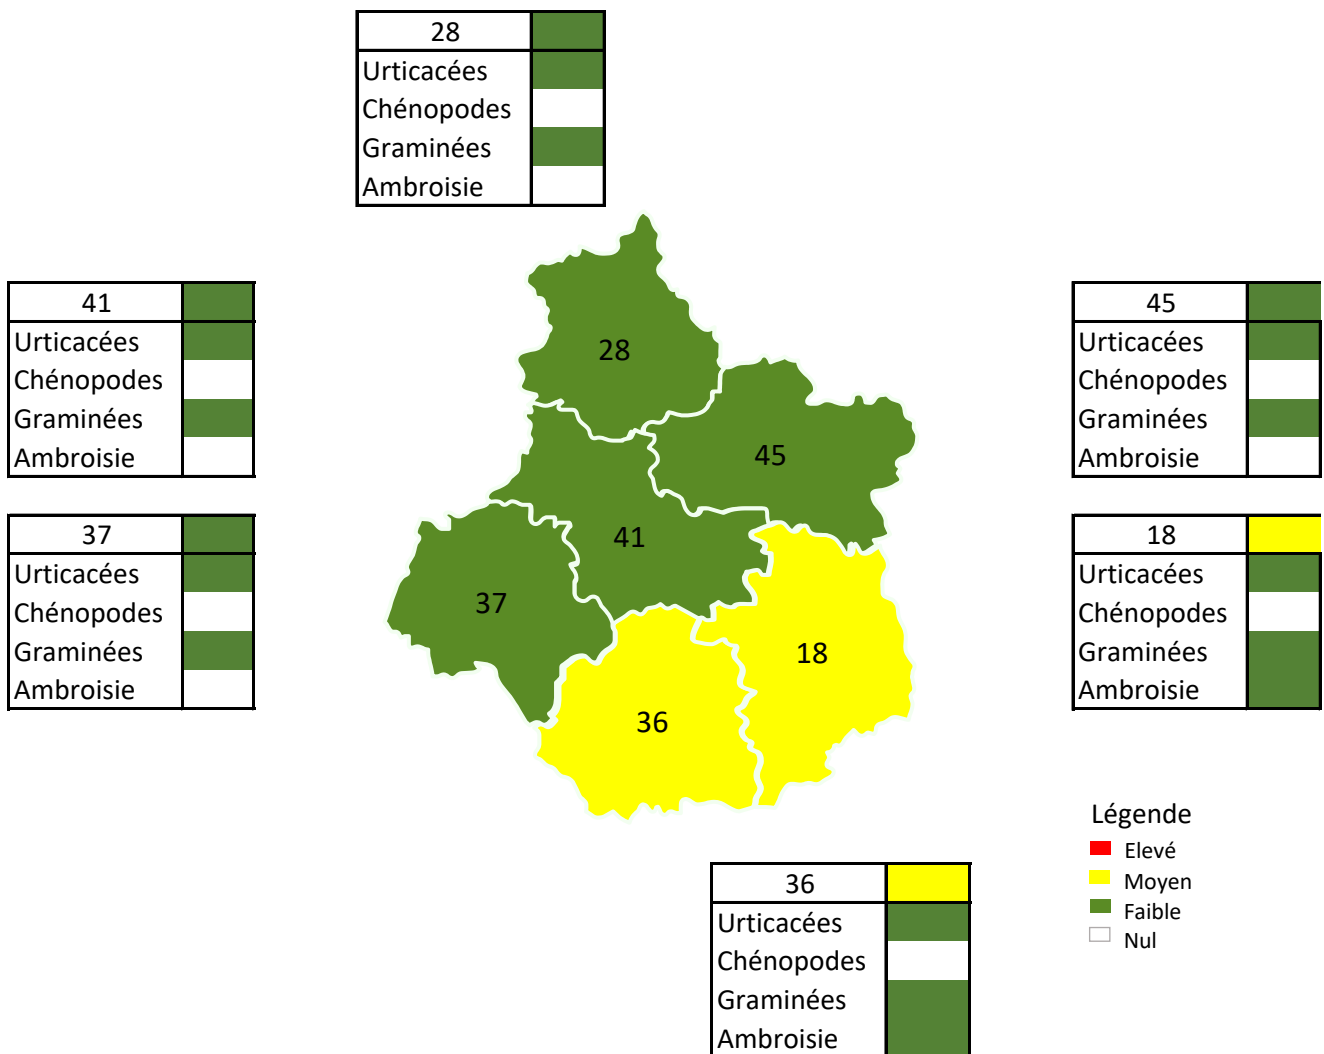 28
Urticacées
Chénopodes
Graminées
Ambroisie
41
Urticacées
Chénopodes
Graminées
Ambroisie
45
Urticacées
Chénopodes
Graminées
Ambroisie
37
Urticacées
Chénopodes
Graminées
Ambroisie
18
Urticacées
Chénopodes
Graminées
Ambroisie
28
45
41
37
18
36
36
Urticacées
Chénopodes
Graminées
Ambroisie
Légende
Elevé
Moyen
Faible
Nul